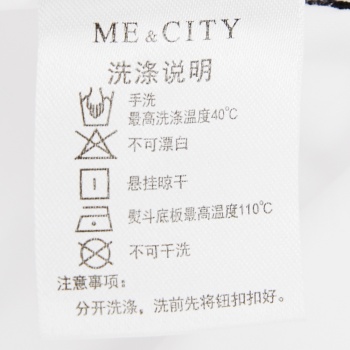 ME&CITY
洗涤说明
手洗
最高洗涤温度40℃
不可漂白
悬挂晾干
熨斗底板最高温度110℃
不可干洗
注意事项:
分开洗涤，洗前先将钮扣扣好。